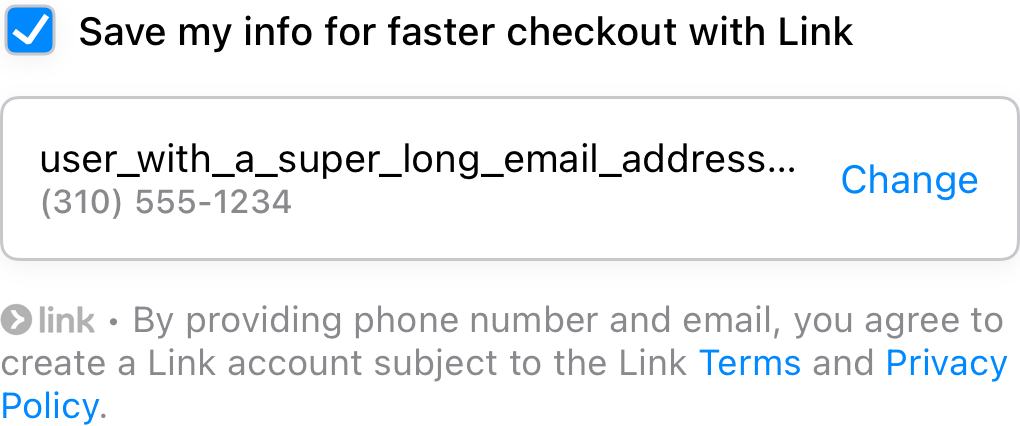 Save my info for faster checkout with Link
user_with_a_super_long_email_address...
Change
(310) 555-1234
link • By providing phone number and email, you agree to
create a Link account subject to the Link Terms and Privacy
Policy.